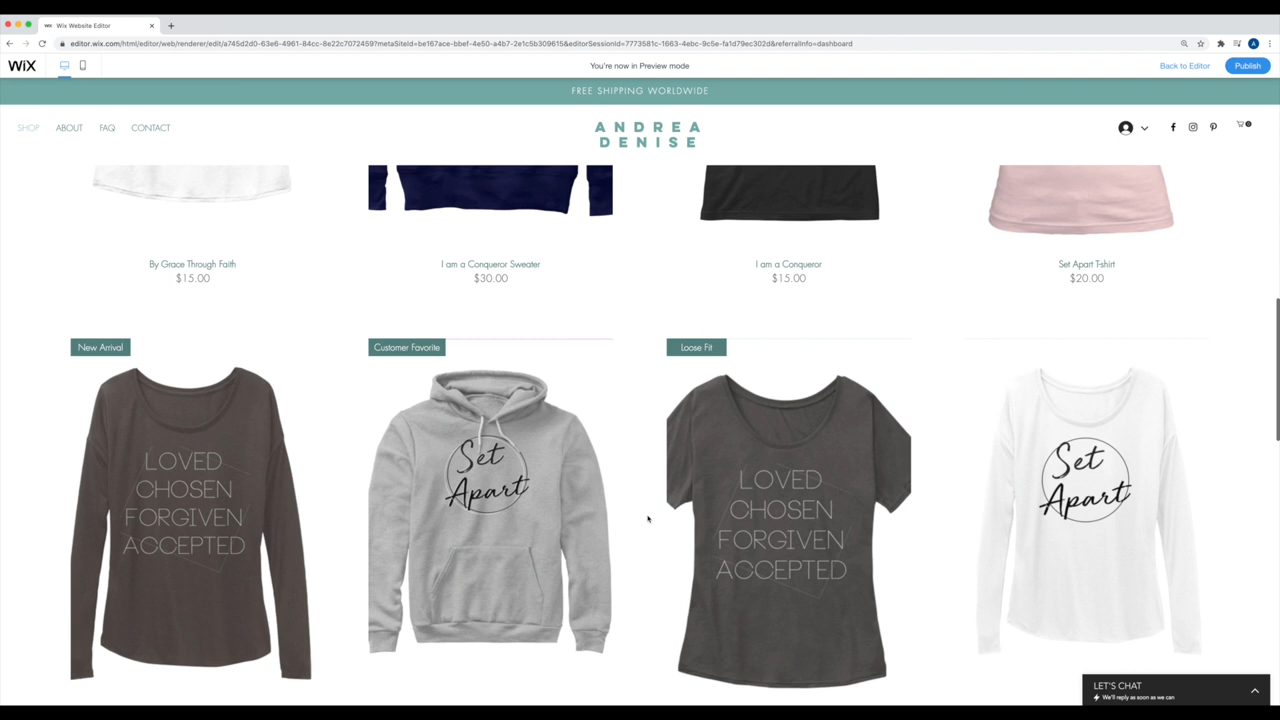 Wix Website Editor
editor.wix.com/html/editor/web/renderer/edit/a745d2d0-63e6-4961-84cc-8e22c7072459?metaSiteId=be167ace-bbef-4e50-a4b7-2e1c5b309615&editorSessionId=7773581c-1663-4ebc-9c5e-fa1d79ec302d&referralInfo=dashboard
WiX
You're now in Preview mode
Back to Editor
Publish
FREE SHIPPING WORLDWIDE
SHOP
ABOUT
FAQ
CONTACT
ANDREA
DENISE
0
By Grace Through Faith
$15.00
I am a Conqueror Sweater
$30.00
I am a Conqueror
$15.00
Set Apart T-shirt
$20.00
New Arrival
LOVED
CHOSEN
FORGIVEN
ACCEPTED
Customer Favorite
Set
Apart
Loose Fit
LOVED
CHOSEN
FORGIVEN
ACCEPTED
Set
Apart
LET'S CHAT
We'll reply as soon as we can